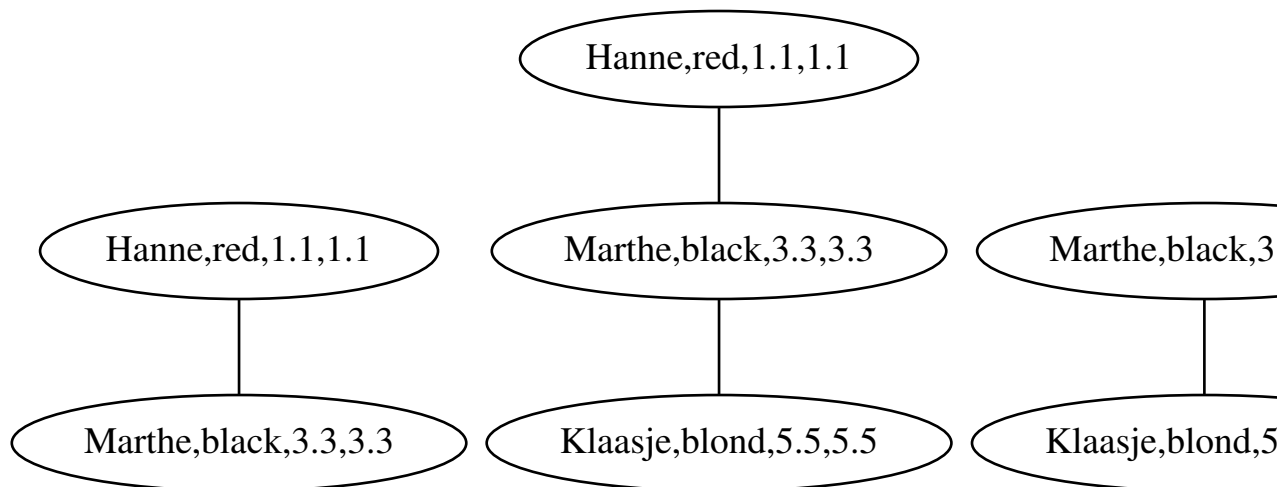 Hanne,red,1.1,1.1
Hanne,red,1.1,1.1
Marthe,black,3.3,3.3
Marthe,black,3
Marthe,black,3.3,3.3
Klaasje,blond,5.5,5.5
Klaasje,blond,5